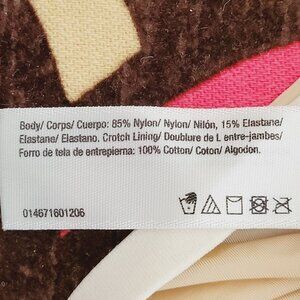 Body/ Corps/ Cuerpo: 85% Nylon/ Nylon/ Nilón, 15% Elastane/
Elastane/ Elastano. Crotch Lining/ Doublure de L entre-jambes/
Forro de tela de entrepierna: 100% Cotton/ Coton/ Algodon.
014671601206